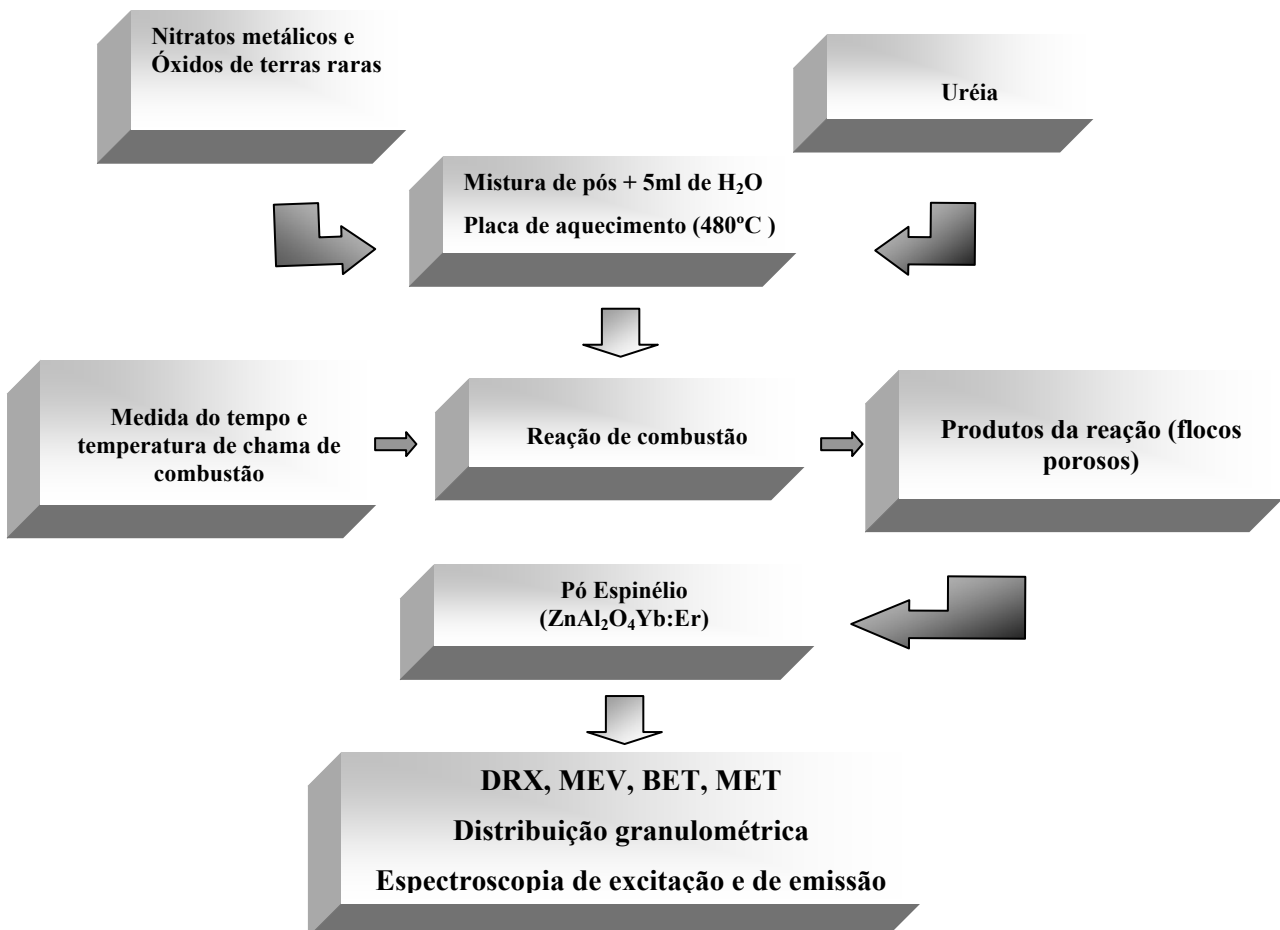 Nitratos metálicos e
Óxidos de terras raras
Uréia
Mistura de pós + 5ml de H₂O
Placa de aquecimento (480ºC )
Medida do tempo e
temperatura de chama de
combustão
Reação de combustão
Produtos da reação (flocos
porosos)
Pó Espinélio
(ZnAl₂O₄Yb:Er)
DRX, MEV, BET, MET
Distribuição granulométrica
Espectroscopia de excitação e de emissão